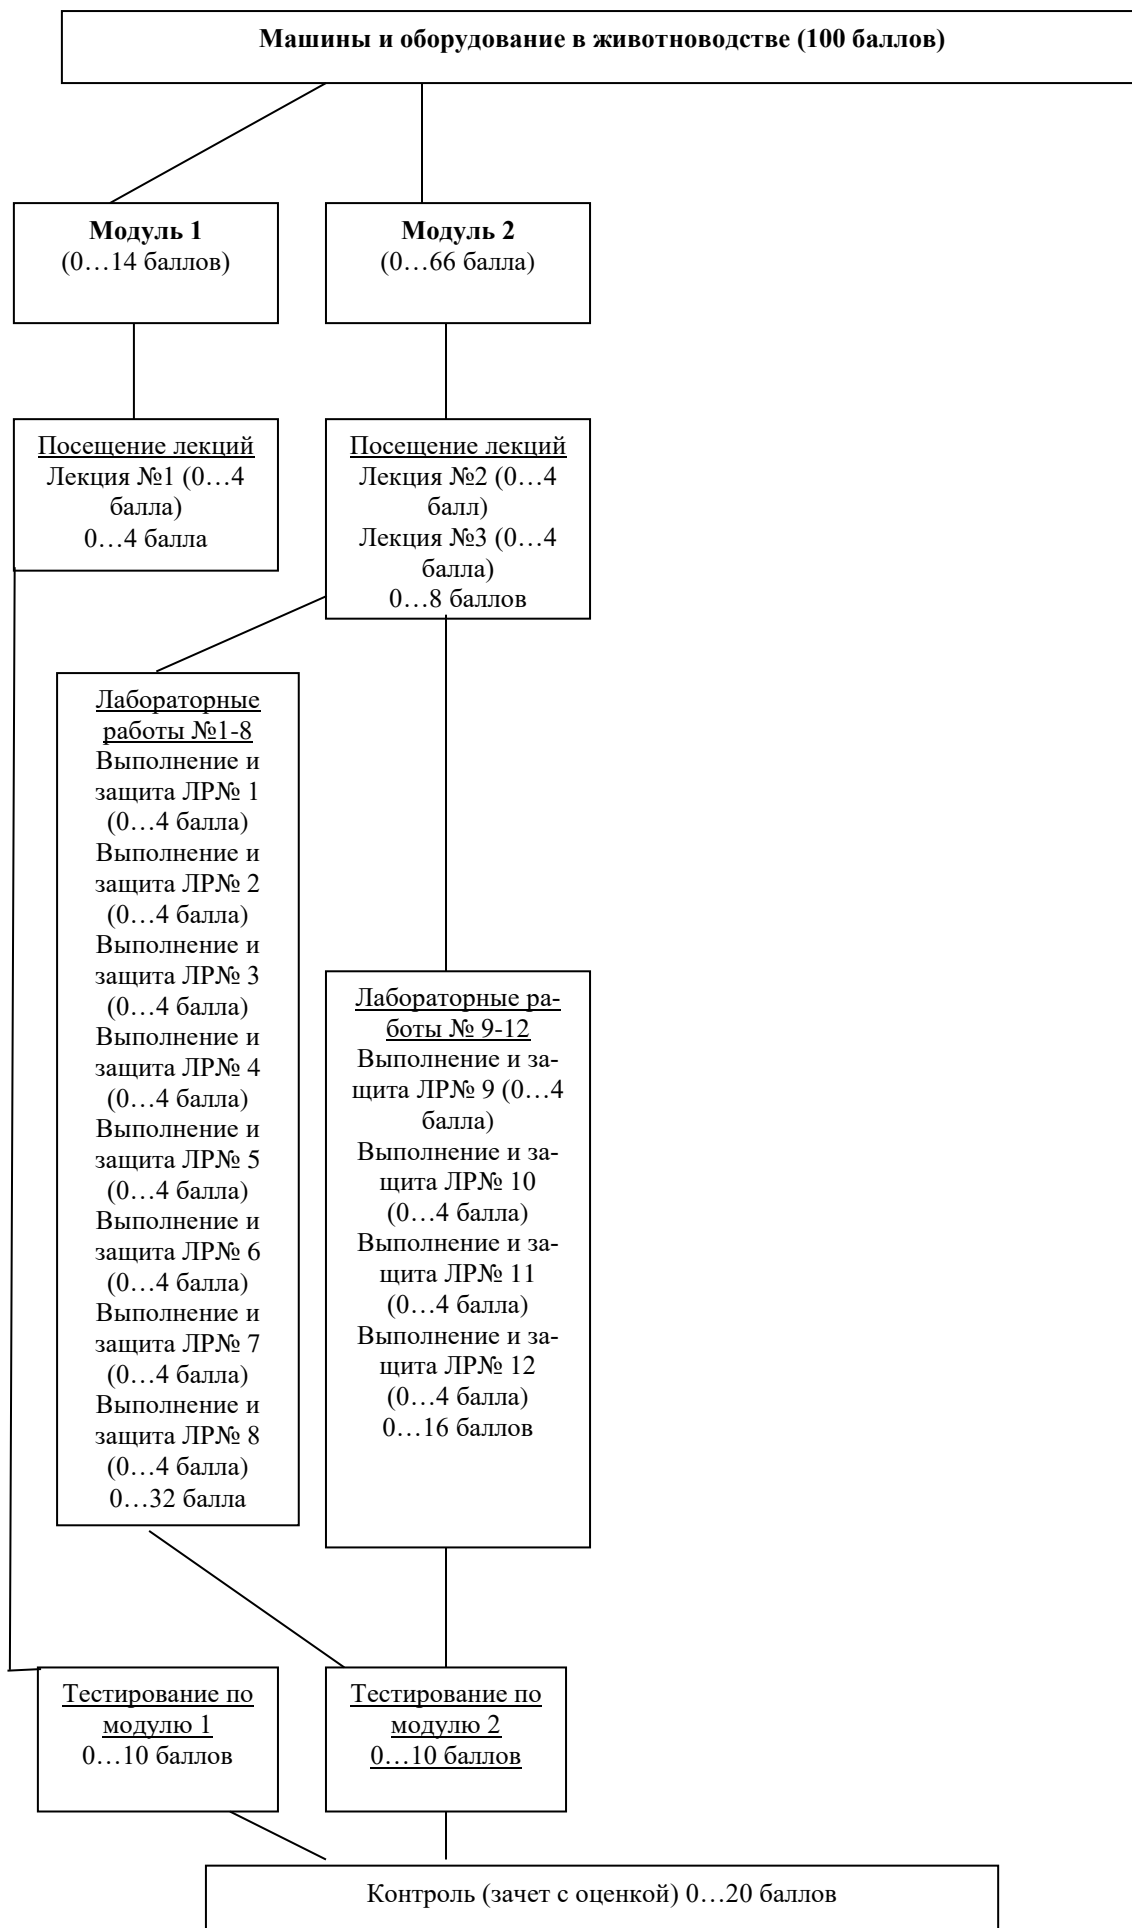 Машины и оборудование в животноводстве (100 баллов)
Модуль 1
(0…14 баллов)
Модуль 2
(0…66 балла)
Посещение лекций
Лекция №1 (0…4
балла)
0…4 балла
Посещение лекций
Лекция №2 (0…4
балл)
Лекция №3 (0…4
балла)
0…8 баллов
Лабораторные
работы №1-8
Выполнение и
защита ЛР№ 1
(0…4 балла)
Выполнение и
защита ЛР№ 2
(0…4 балла)
Выполнение и
защита ЛР№ 3
(0…4 балла)
Выполнение и
защита ЛР№ 4
(0…4 балла)
Выполнение и
защита ЛР№ 5
(0…4 балла)
Выполнение и
защита ЛР№ 6
(0…4 балла)
Выполнение и
защита ЛР№ 7
(0…4 балла)
Выполнение и
защита ЛР№ 8
(0…4 балла)
0…32 балла
Лабораторные ра-
боты № 9-12
Выполнение и за-
щита ЛР№ 9 (0…4
балла)
Выполнение и за-
щита ЛР№ 10
(0…4 балла)
Выполнение и за-
щита ЛР№ 11
(0…4 балла)
Выполнение и за-
щита ЛР№ 12
(0…4 балла)
0…16 баллов
Тестирование по
модулю 1
0…10 баллов
Тестирование по
модулю 2
0…10 баллов
Контроль (зачет с оценкой) 0…20 баллов